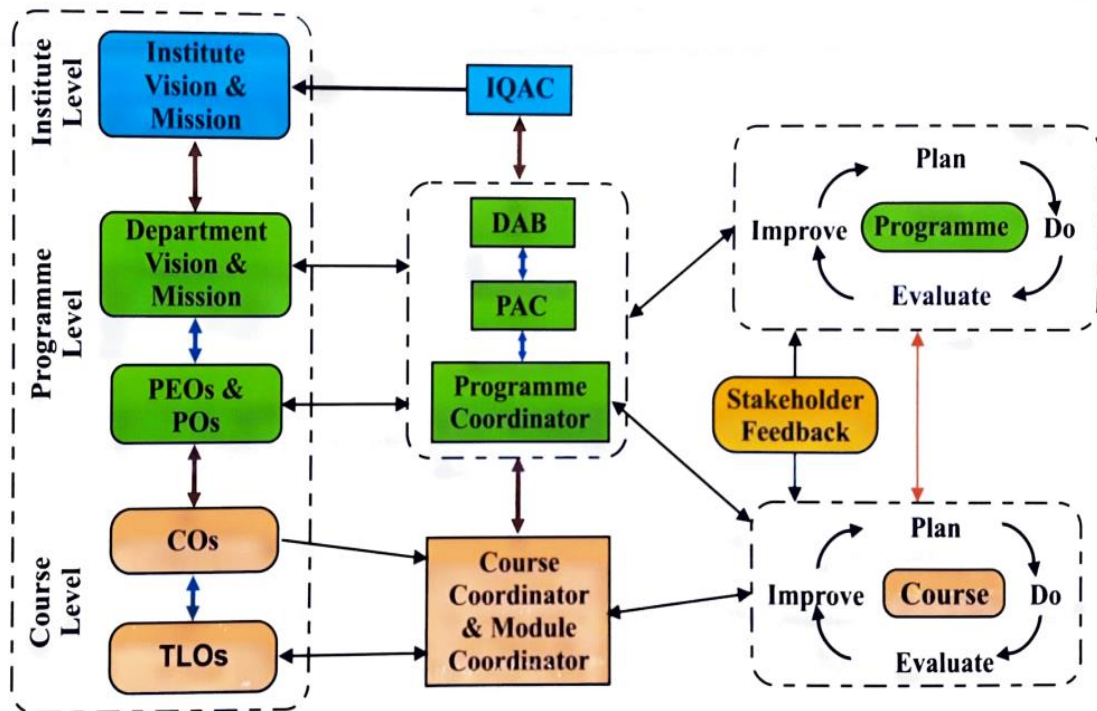 Institute
Level
Institute
Vision &
Mission
IQAC
Programme
Level
Department
Vision &
Mission
DAB
PAC
PEOs &
POs
Programme
Coordinator
Plan
Improve
Programme
Do
Evaluate
Stakeholder
Feedback
Course
Level
COs
TLOs
Course
Coordinator
& Module
Coordinator
Plan
Improve
Course
Do
Evaluate